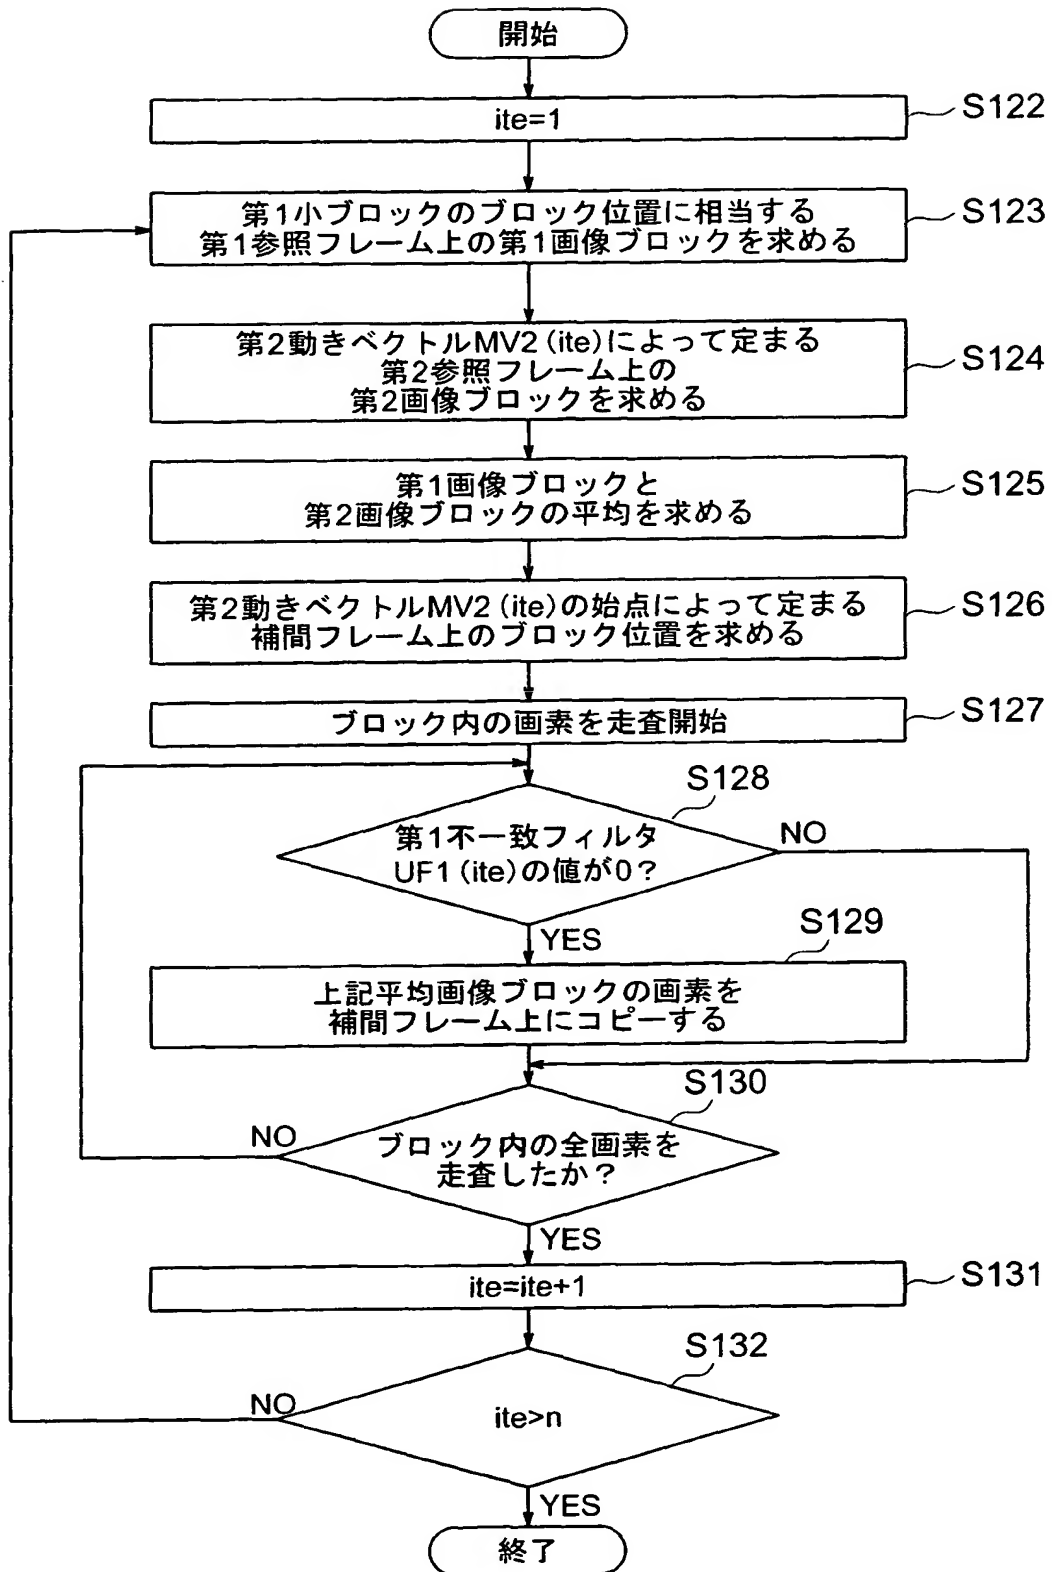 開始
ite=1
S122
第1小ブロックのブロック位置に相当する
第1参照フレーム上の第1画像ブロックを求める
S123
第2動きベクトルMV2(ite)によって定まる
第2参照フレーム上の
第2画像ブロックを求める
S124
第1画像ブロックと
第2画像ブロックの平均を求める
S125
第2動きベクトルMV2(ite)の始点によって定まる
補間フレーム上のブロック位置を求める
S126
ブロック内の画素を走査開始
S127
S128
第1不一致フィルタ
UF1(ite)の値が0?
NO
YES
S129
上記平均画像ブロックの画素を
補間フレーム上にコピーする
S130
NO
ブロック内の全画素を
走査したか?
YES
ite=ite+1
S131
S132
NO
ite>n
YES
終了